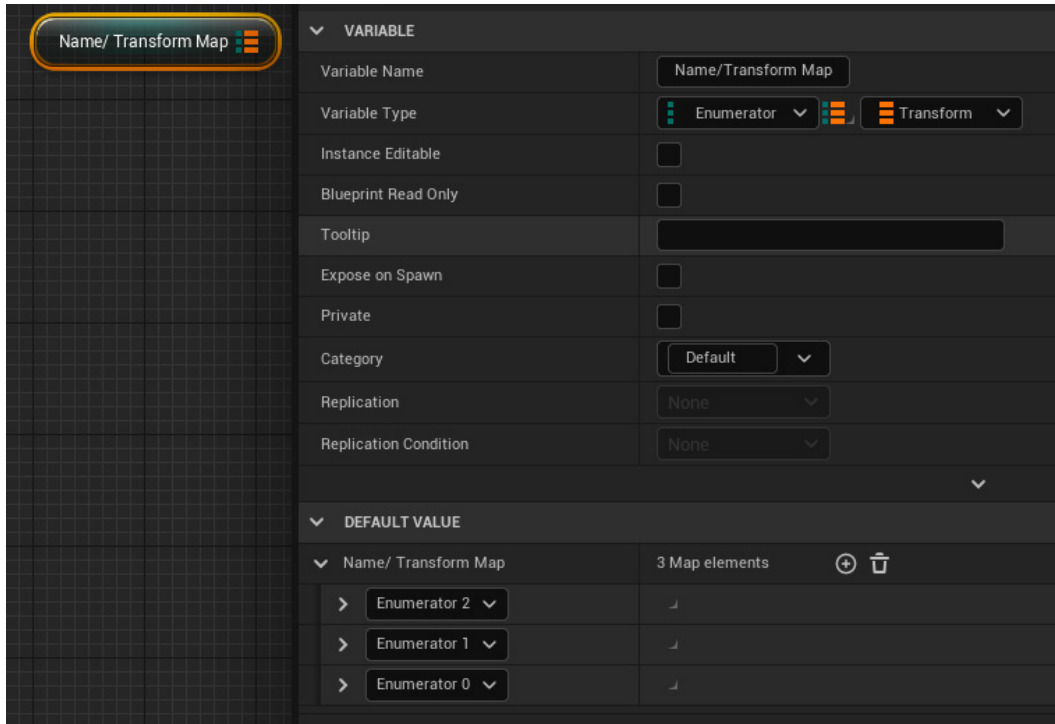 Name/ Transform Map
VARIABLE
Variable Name Name/Transform Map
Variable Type Enumerator Transform
Instance Editable
Blueprint Read Only
Tooltip
Expose on Spawn
Private
Category Default
Replication None
Replication Condition None
DEFAULT VALUE
Name/ Transform Map 3 Map elements
Enumerator 2
Enumerator 1
Enumerator 0